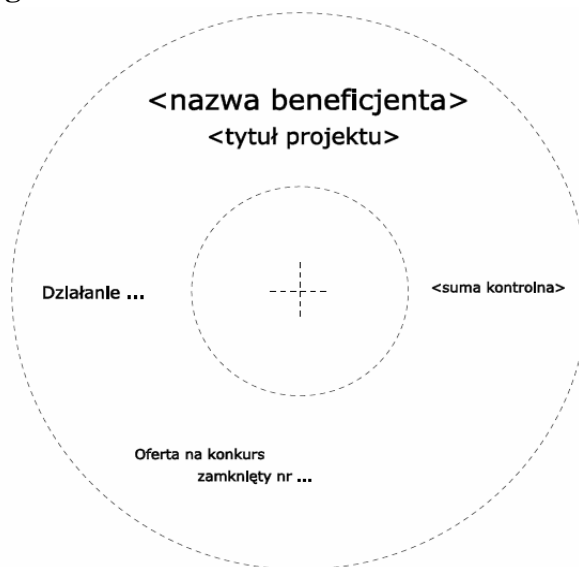 g
<nazwa beneficjenta>
<tytuł projektu>
Działanie ...
<suma kontrolna>
Oferta na konkurs
zamknięty nr ...